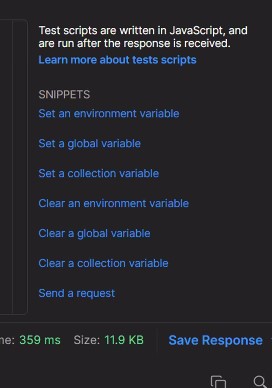 Test scripts are written in JavaScript, and
are run after the response is received.
Learn more about tests scripts
SNIPPETS
Set an environment variable
Set a global variable
Set a collection variable
Clear an environment variable
Clear a global variable
Clear a collection variable
Send a request
359 ms Size: 11.9 KB Save Response